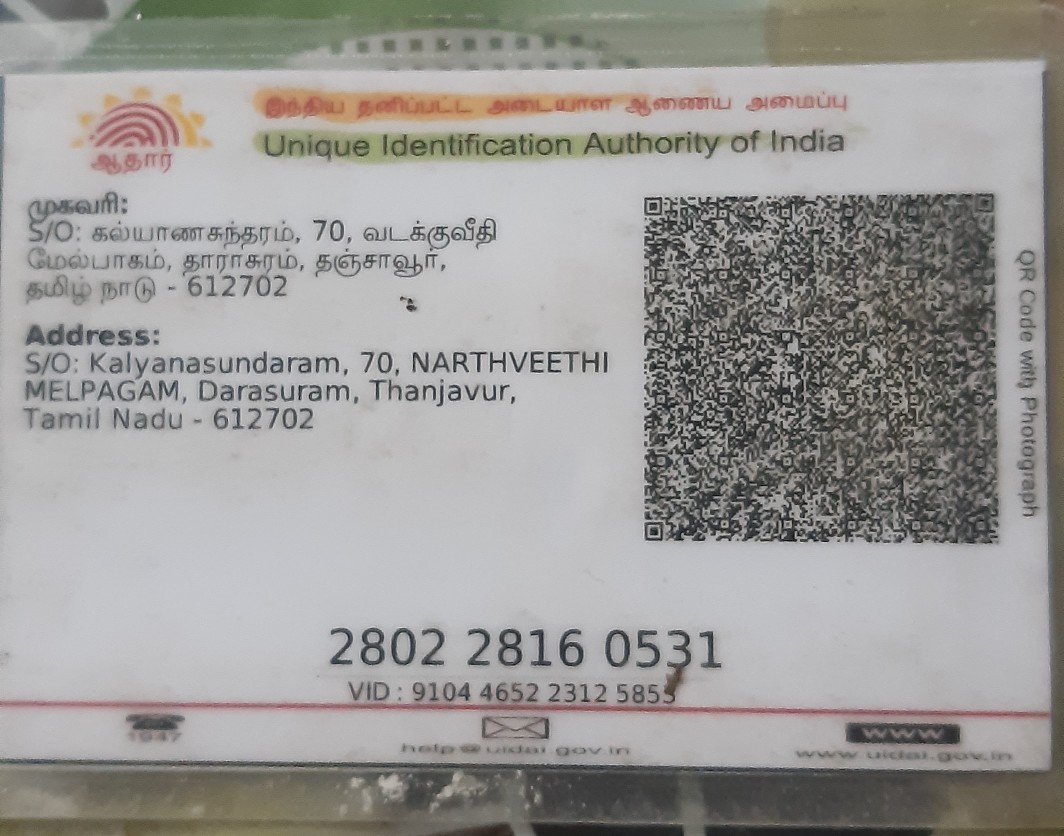 இந்திய தனிப்பட்ட அடையாள ஆணைய அமைப்பு
Unique Identification Authority of India
ஆதார்
முகவரி:
S/O: கல்யாணசுந்தரம், 70, வடக்குவீதி
மேல்பாகம், தாராசுரம், தஞ்சாவூர்,
தமிழ் நாடு - 612702
Address:
S/O: Kalyanasundaram, 70, NARTHVEETHI
MELPAGAM, Darasuram, Thanjavur,
Tamil Nadu - 612702
QR Code with Photograph
2802 2816 0531
VID : 9104 4652 2312 5855
1947
help@uidai.gov.in
www
www.uidai.gov.in